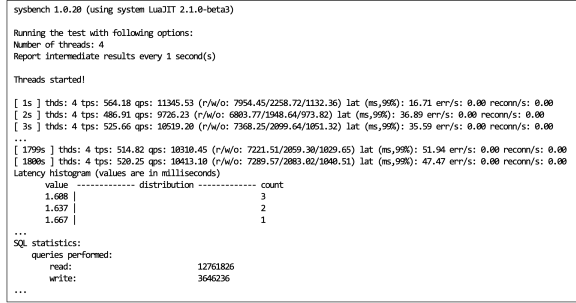 sysbench 1.0.20 (using system LuaJIT 2.1.0-beta3)
Running the test with following options:
Number of threads: 4
Report intermediate results every 1 second(s)
Threads started!
[ 1s ] thds: 4 tps: 564.18 qps: 11345.53 (r/w/o: 7954.45/2258.72/1132.36) lat (ms,99%): 16.71 err/s: 0.00 reconn/s: 0.00
[ 2s ] thds: 4 tps: 486.91 qps: 9726.23 (r/w/o: 6803.77/1948.64/973.82) lat (ms,99%): 36.89 err/s: 0.00 reconn/s: 0.00
[ 3s ] thds: 4 tps: 525.66 qps: 10519.20 (r/w/o: 7368.25/2099.64/1051.32) lat (ms,99%): 35.59 err/s: 0.00 reconn/s: 0.00
...
[ 1799s ] thds: 4 tps: 514.82 qps: 10310.45 (r/w/o: 7221.51/2059.30/1029.65) lat (ms,99%): 51.94 err/s: 0.00 reconn/s: 0.00
[ 1800s ] thds: 4 tps: 520.25 qps: 10413.10 (r/w/o: 7289.57/2083.02/1040.51) lat (ms,99%): 47.47 err/s: 0.00 reconn/s: 0.00
Latency histogram (values are in milliseconds)
value ------------- distribution ------------- count
1.608 | 3
1.637 | 2
1.667 | 1
...
SQL statistics:
queries performed:
read: 12761826
write: 3646236
...